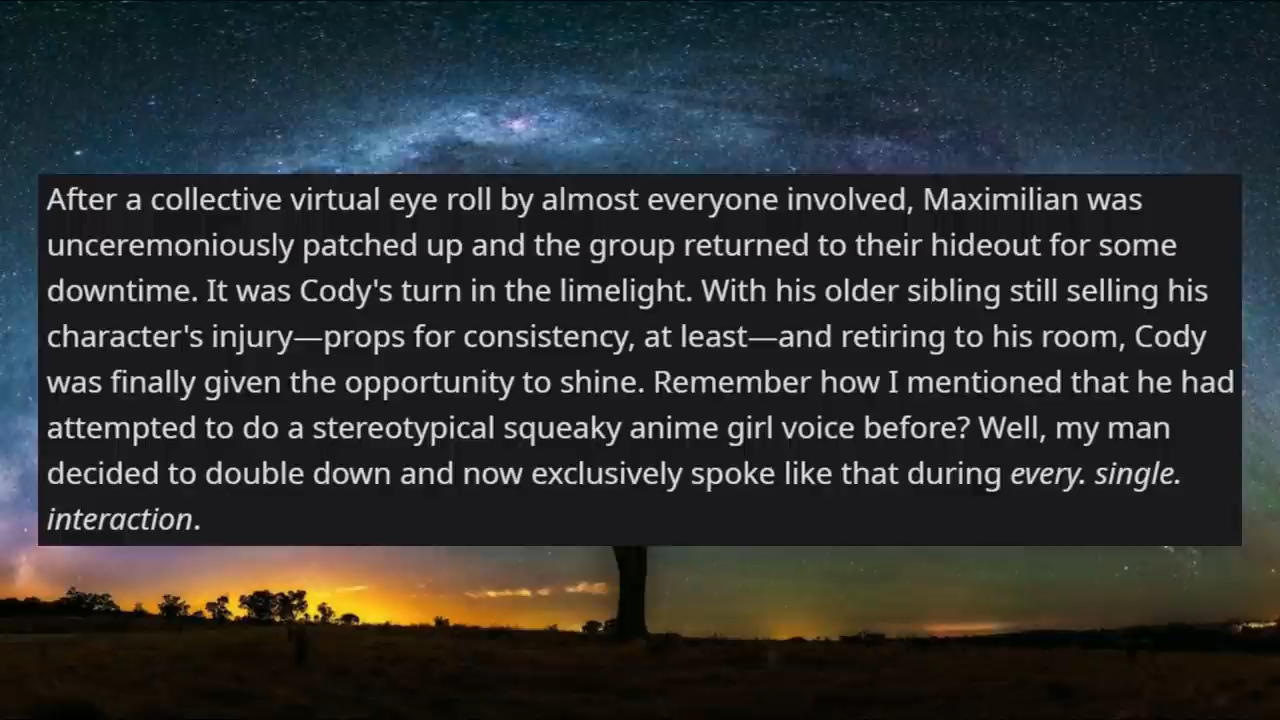 After a collective virtual eye roll by almost everyone involved, Maximilian was
unceremoniously patched up and the group returned to their hideout for some
downtime. It was Cody's turn in the limelight. With his older sibling still selling his
character's injury—props for consistency, at least—and retiring to his room, Cody
was finally given the opportunity to shine. Remember how I mentioned that he had
attempted to do a stereotypical squeaky anime girl voice before? Well, my man
decided to double down and now exclusively spoke like that during every. single.
interaction.